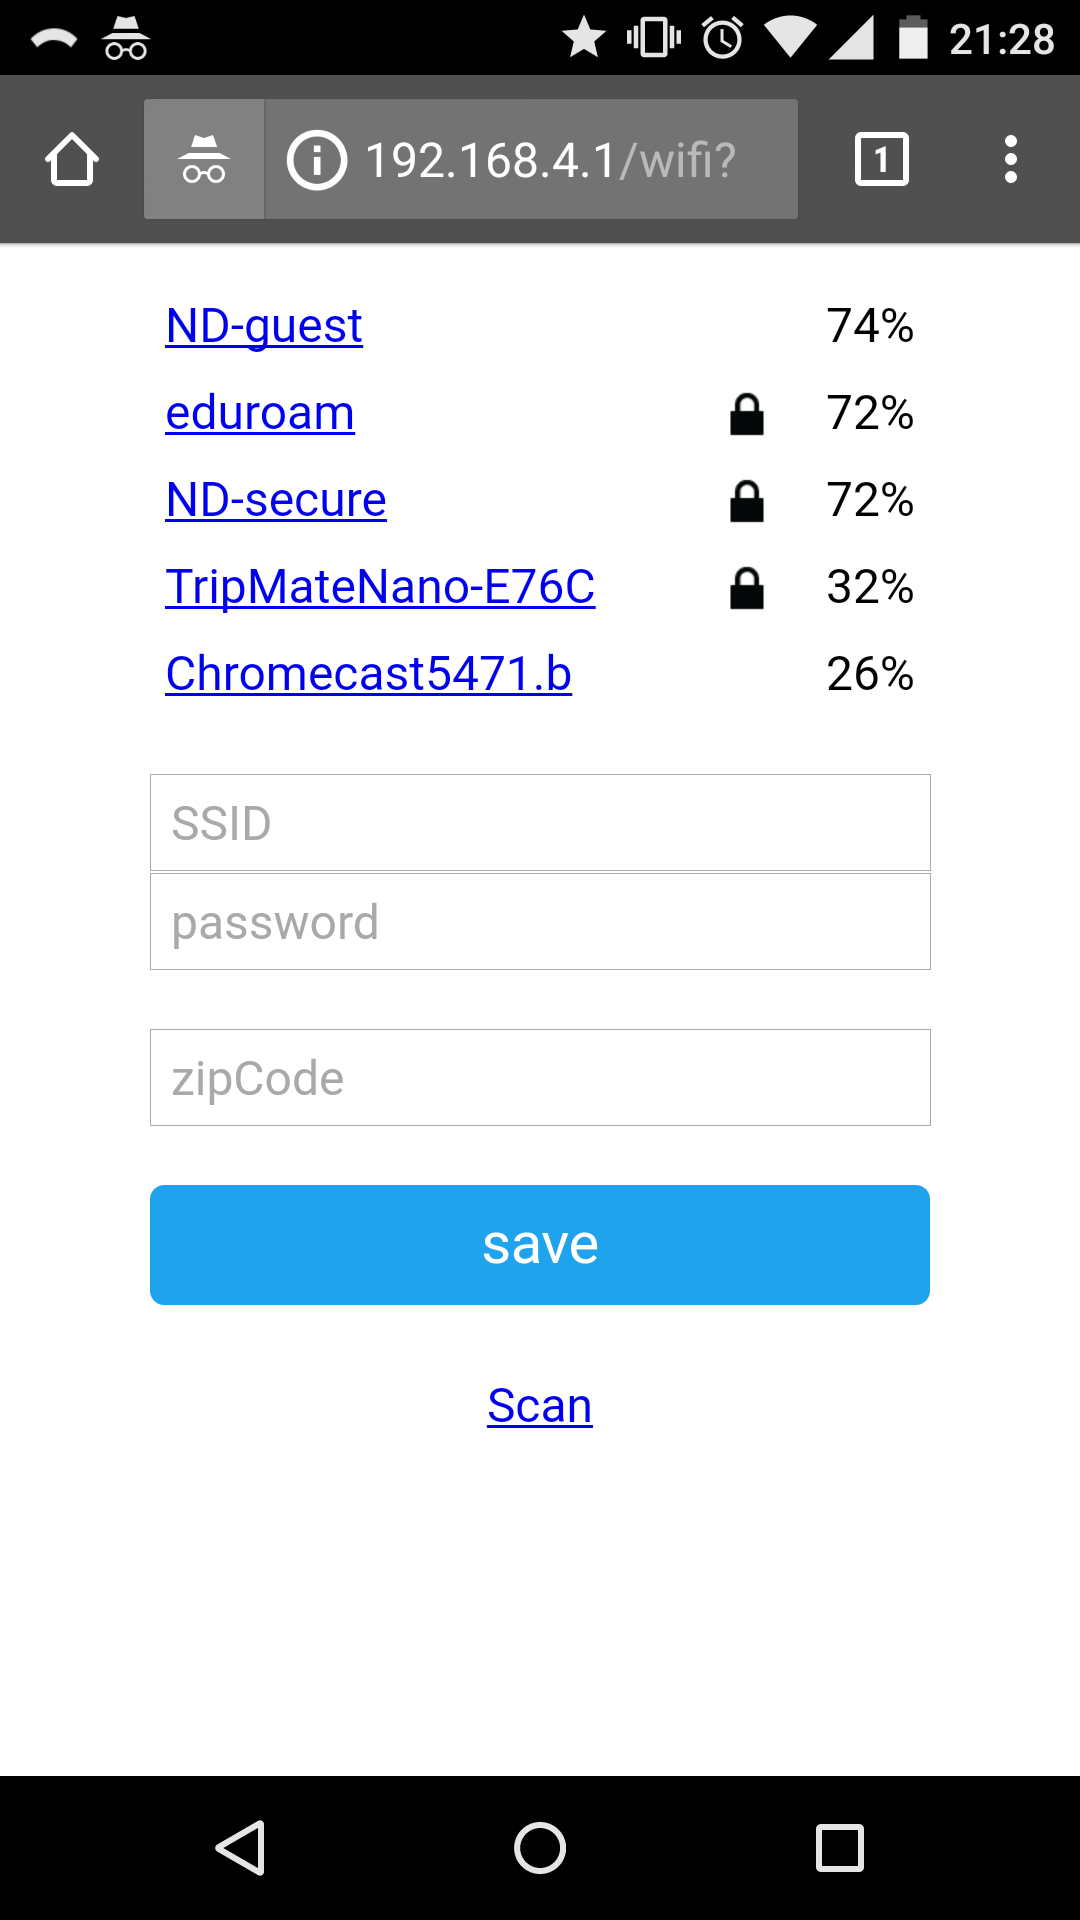 21:28
192.168.4.1/wifi?
1
ND-guest 74%
eduroam 72%
ND-secure 72%
TripMateNano-E76C 32%
Chromecast5471.b 26%
SSID
password
zipCode
save
Scan